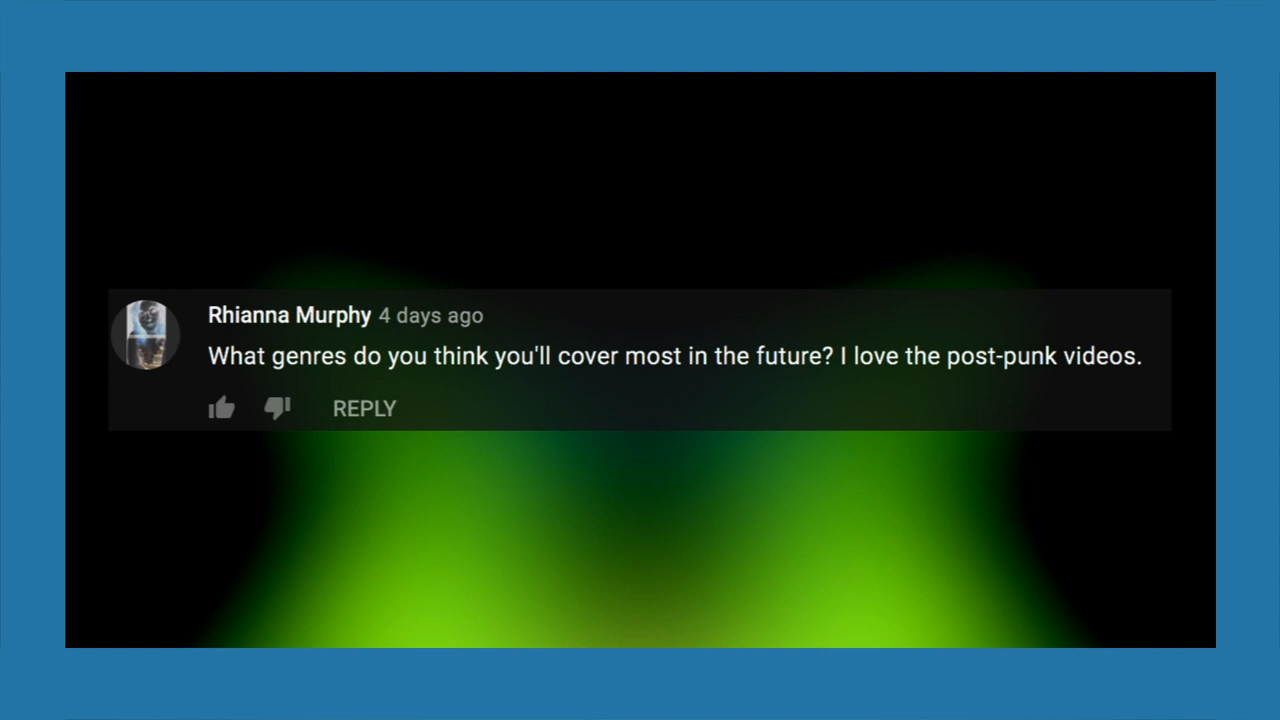 Rhianna Murphy 4 days ago
What genres do you think you'll cover most in the future? I love the post-punk videos.
REPLY